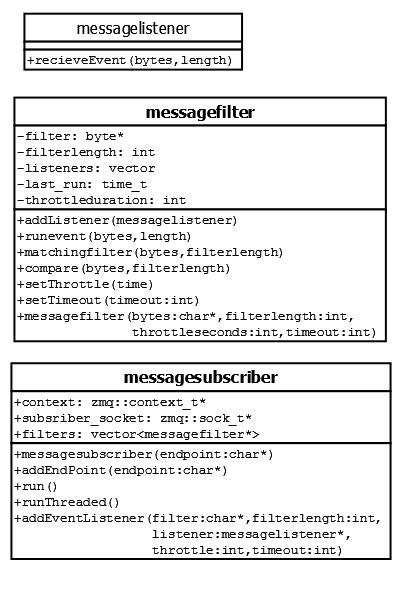 messagelistener
+recieveEvent(bytes,length)
messagefilter
-filter: byte*
-filterlength: int
-listeners: vector
-last_run: time_t
-throttleduration: int
+addListener(messagelistener)
+runevent(bytes,length)
+matchingfilter(bytes,filterlength)
+compare(bytes,filterlength)
+setThrottle(time)
+setTimeout(timeout:int)
+messagefilter(bytes:char*,filterlength:int,
throttleseconds:int,timeout:int)
messagesubscriber
+context: zmq::context_t*
+subsriber_socket: zmq::sock_t*
+filters: vector<messagefilter*>
+messagesubscriber(endpoint:char*)
+addEndPoint(endpoint:char*)
+run()
+runThreaded()
+addEventListener(filter:char*,filterlength:int,
listener:messagelistener*,
throttle:int,timeout:int)